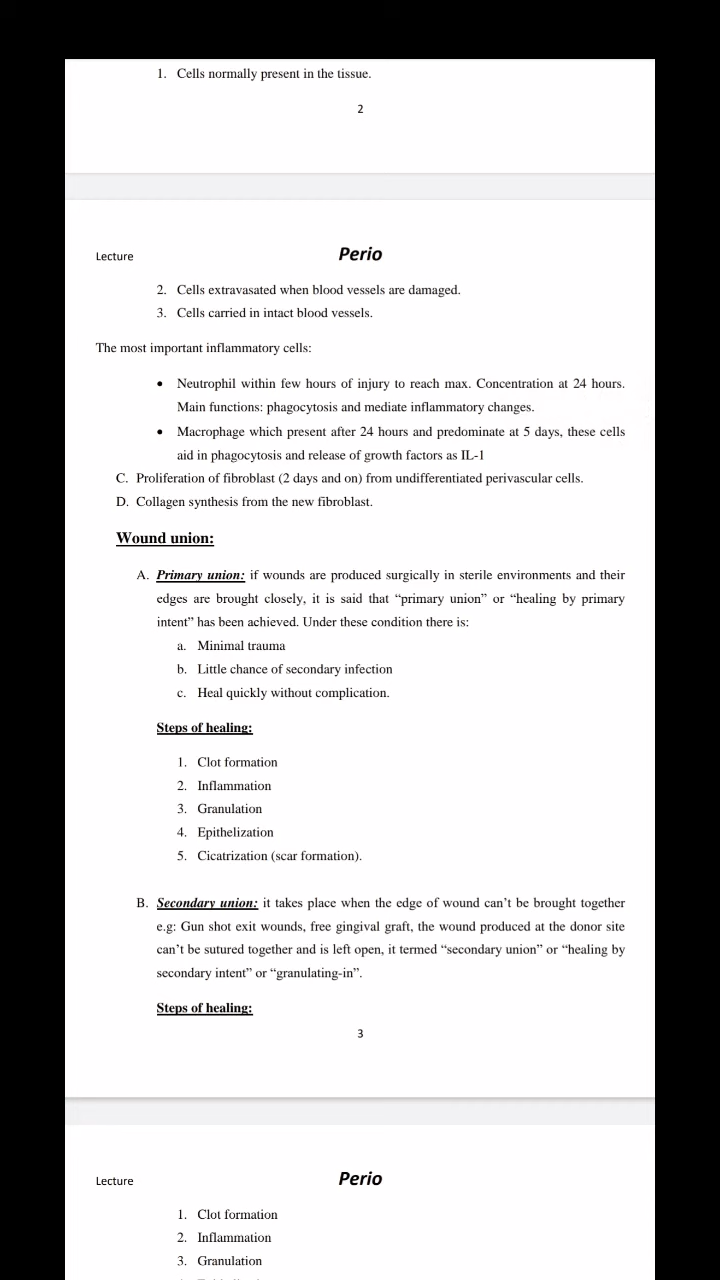 1. Cells normally present in the tissue.
2
Lecture Perio
2. Cells extravasated when blood vessels are damaged.
3. Cells carried in intact blood vessels.
The most important inflammatory cells:
• Neutrophil within few hours of injury to reach max. Concentration at 24 hours.
Main functions: phagocytosis and mediate inflammatory changes.
• Macrophage which present after 24 hours and predominate at 5 days, these cells
aid in phagocytosis and release of growth factors as IL-1
C. Proliferation of fibroblast (2 days and on) from undifferentiated perivascular cells.
D. Collagen synthesis from the new fibroblast.
Wound union:
A. Primary union: if wounds are produced surgically in sterile environments and their
edges are brought closely, it is said that “primary union” or “healing by primary
intent” has been achieved. Under these condition there is:
a. Minimal trauma
b. Little chance of secondary infection
c. Heal quickly without complication.
Steps of healing:
1. Clot formation
2. Inflammation
3. Granulation
4. Epithelization
5. Cicatrization (scar formation).
B. Secondary union: it takes place when the edge of wound can’t be brought together
e.g: Gun shot exit wounds, free gingival graft, the wound produced at the donor site
can’t be sutured together and is left open, it termed “secondary union” or “healing by
secondary intent” or “granulating-in”.
Steps of healing:
3
Lecture Perio
1. Clot formation
2. Inflammation
3. Granulation